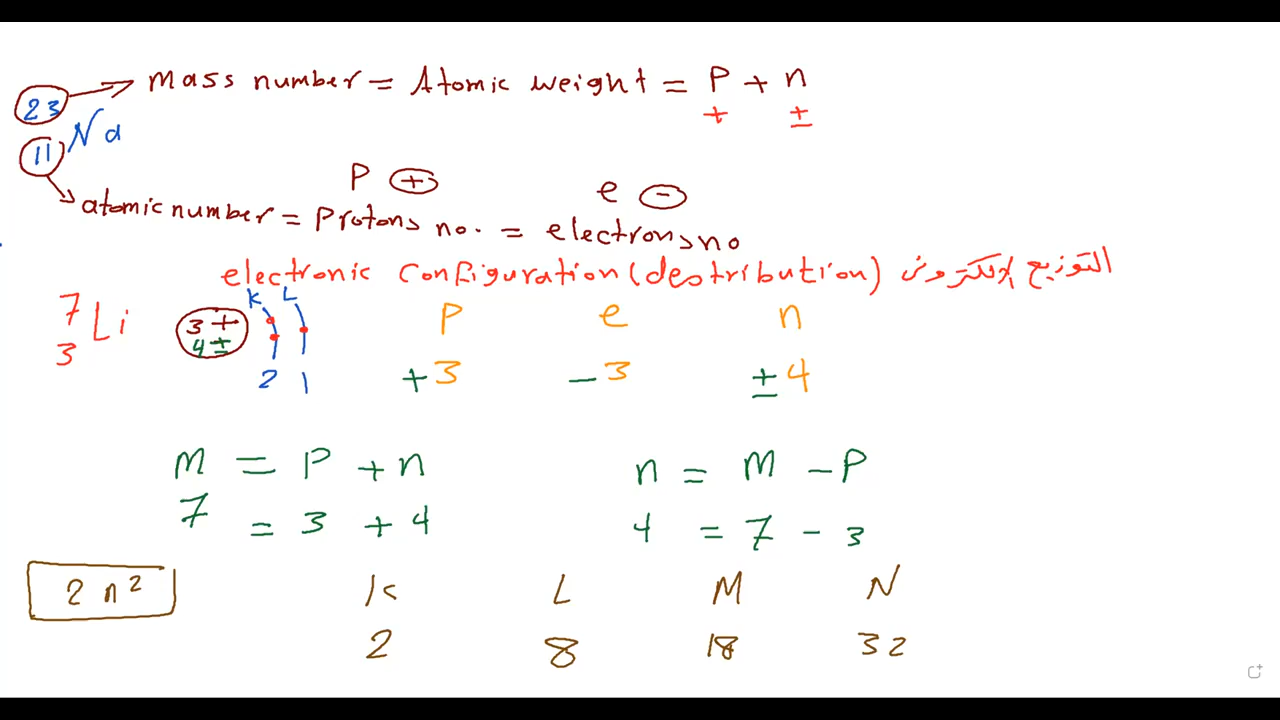 mass number = Atomic weight = P + n
+ ±
23
11 Na
P + e -
atomic number = Protons no. = electrons no
electronic configuration (destribution) التوزيع الالكتروني
K L
7
3 Li 3+ 4± P e n
2 1 +3 -3 ±4
M = P + n n = M - P
7 = 3 + 4 4 = 7 - 3
2 n² K L M N
2 8 18 32